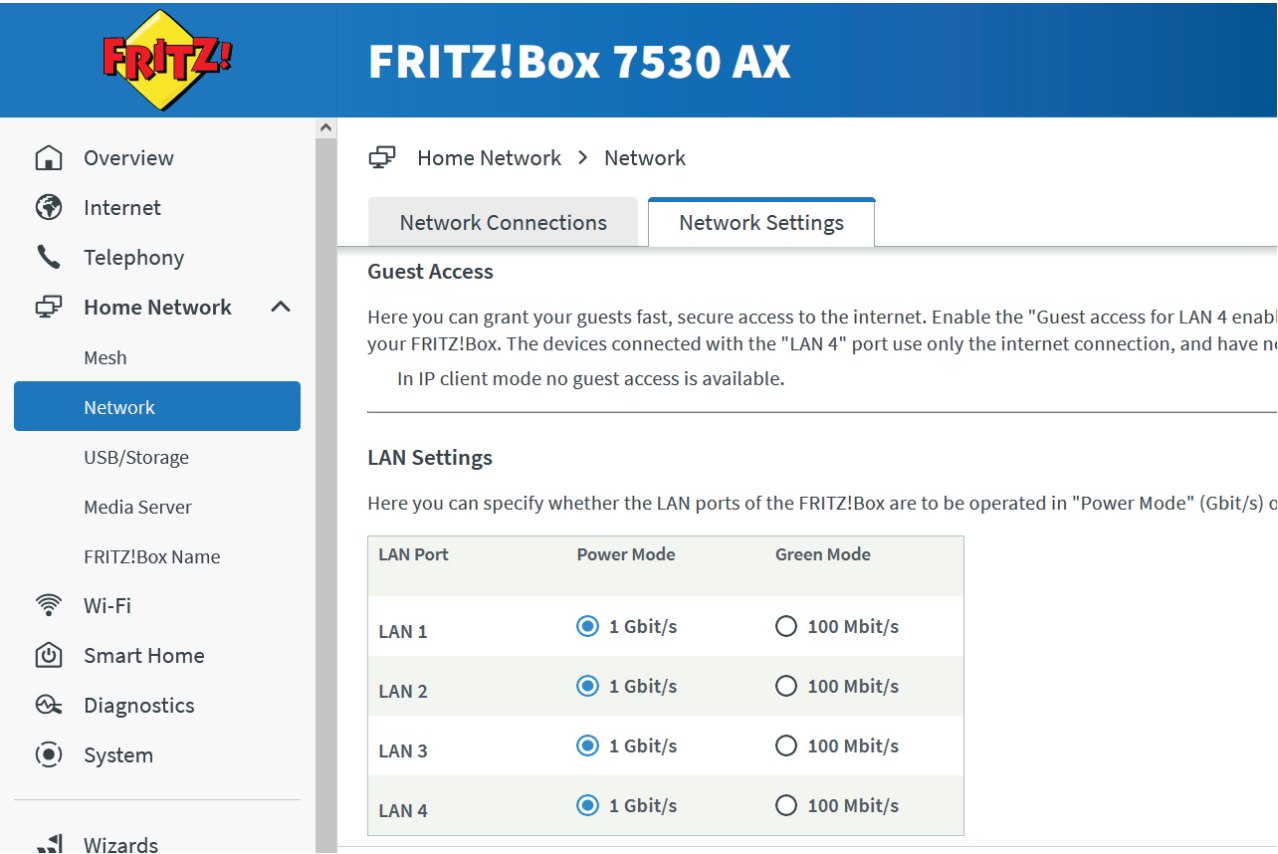 FRITZ!
FRITZ!Box 7530 AX
Overview
Internet
Telephony
Home Network
Mesh
Network
USB/Storage
Media Server
FRITZ!Box Name
Wi-Fi
Smart Home
Diagnostics
System
Wizards
Home Network > Network
Network Connections
Network Settings
Guest Access
Here you can grant your guests fast, secure access to the internet. Enable the "Guest access for LAN 4 enabl
your FRITZ!Box. The devices connected with the "LAN 4" port use only the internet connection, and have no
In IP client mode no guest access is available.
LAN Settings
Here you can specify whether the LAN ports of the FRITZ!Box are to be operated in "Power Mode" (Gbit/s) o
LAN Port Power Mode Green Mode
LAN 1 1 Gbit/s 100 Mbit/s
LAN 2 1 Gbit/s 100 Mbit/s
LAN 3 1 Gbit/s 100 Mbit/s
LAN 4 1 Gbit/s 100 Mbit/s